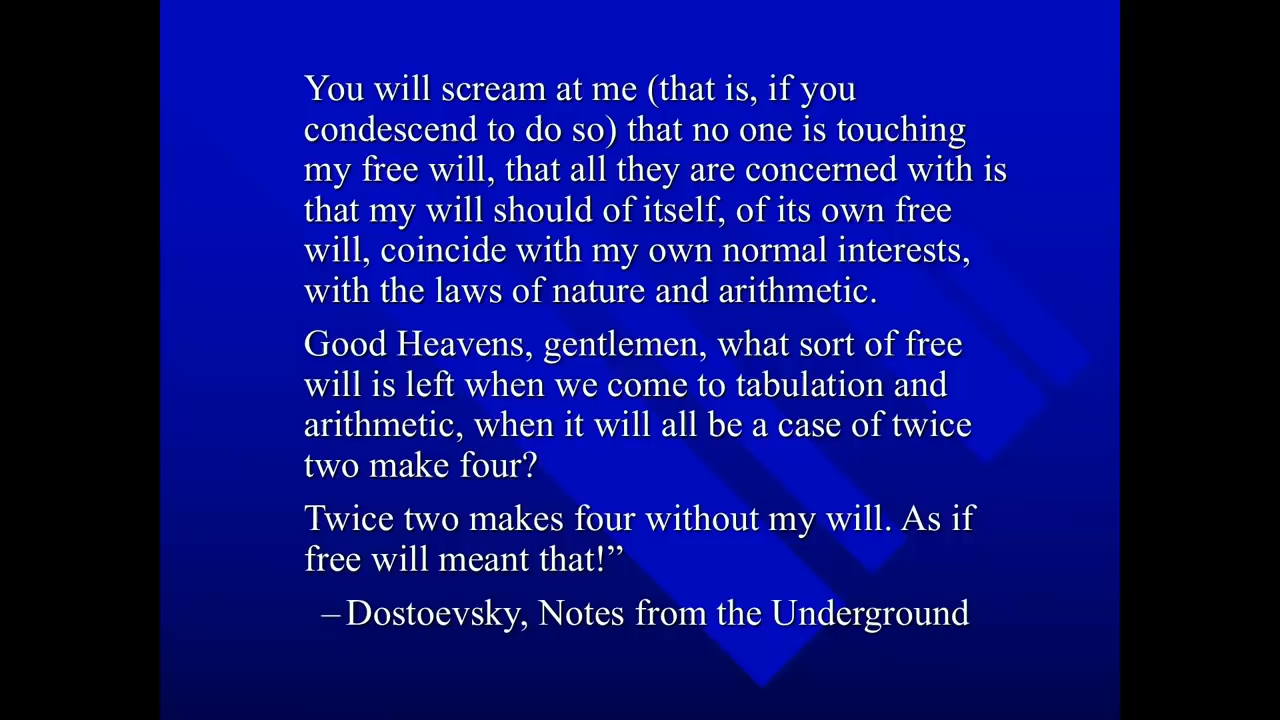 You will scream at me (that is, if you
condescend to do so) that no one is touching
my free will, that all they are concerned with is
that my will should of itself, of its own free
will, coincide with my own normal interests,
with the laws of nature and arithmetic.
Good Heavens, gentlemen, what sort of free
will is left when we come to tabulation and
arithmetic, when it will all be a case of twice
two make four?
Twice two makes four without my will. As if
free will meant that!”
– Dostoevsky, Notes from the Underground